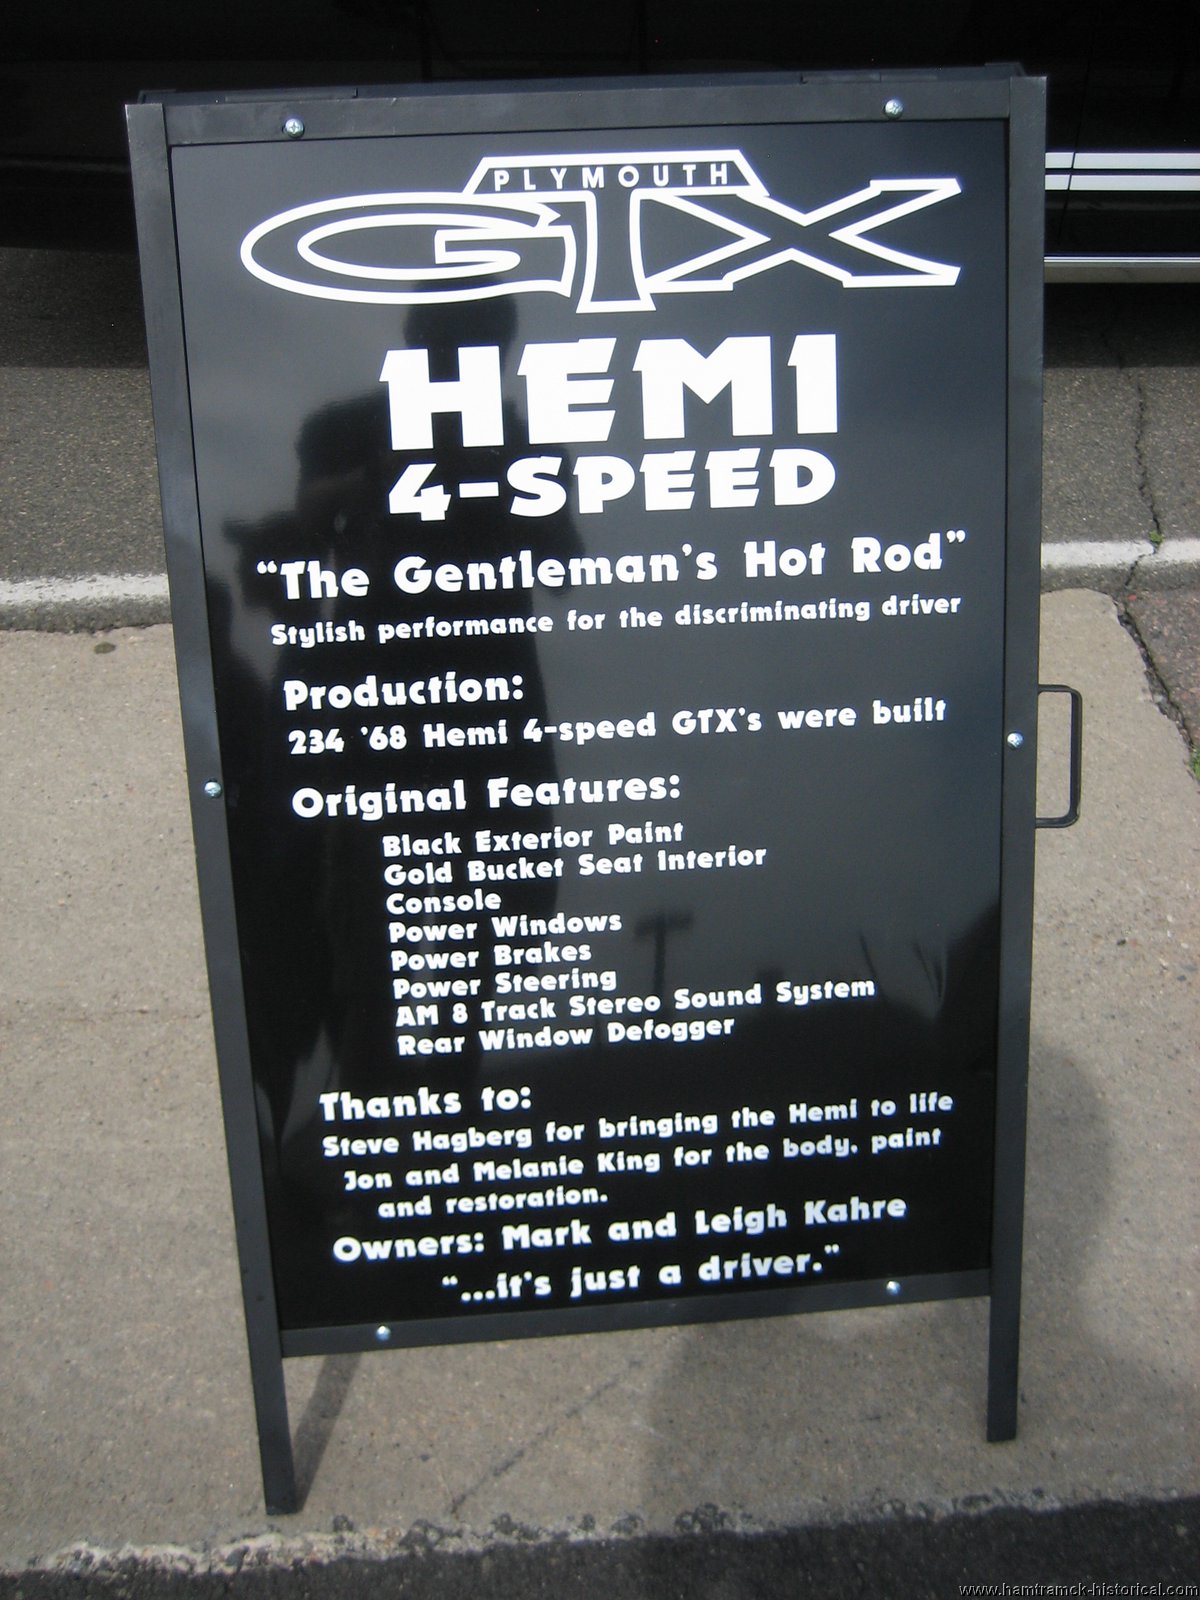 PLYMOUTH
GTX
HEMI
4-SPEED
"The Gentleman's Hot Rod"
Stylish performance for the discriminating driver
Production:
234 '68 Hemi 4-speed GTX's were built
Original Features:
Black Exterior Paint
Gold Bucket Seat Interior
Console
Power Windows
Power Brakes
Power Steering
AM 8 Track Stereo Sound System
Rear Window Defogger
Thanks to:
Steve Hagberg for bringing the Hemi to life
Jon and Melanie King for the body, paint
and restoration.
Owners: Mark and Leigh Kahre
"...it's just a driver."
www.hamtramck-historical.com